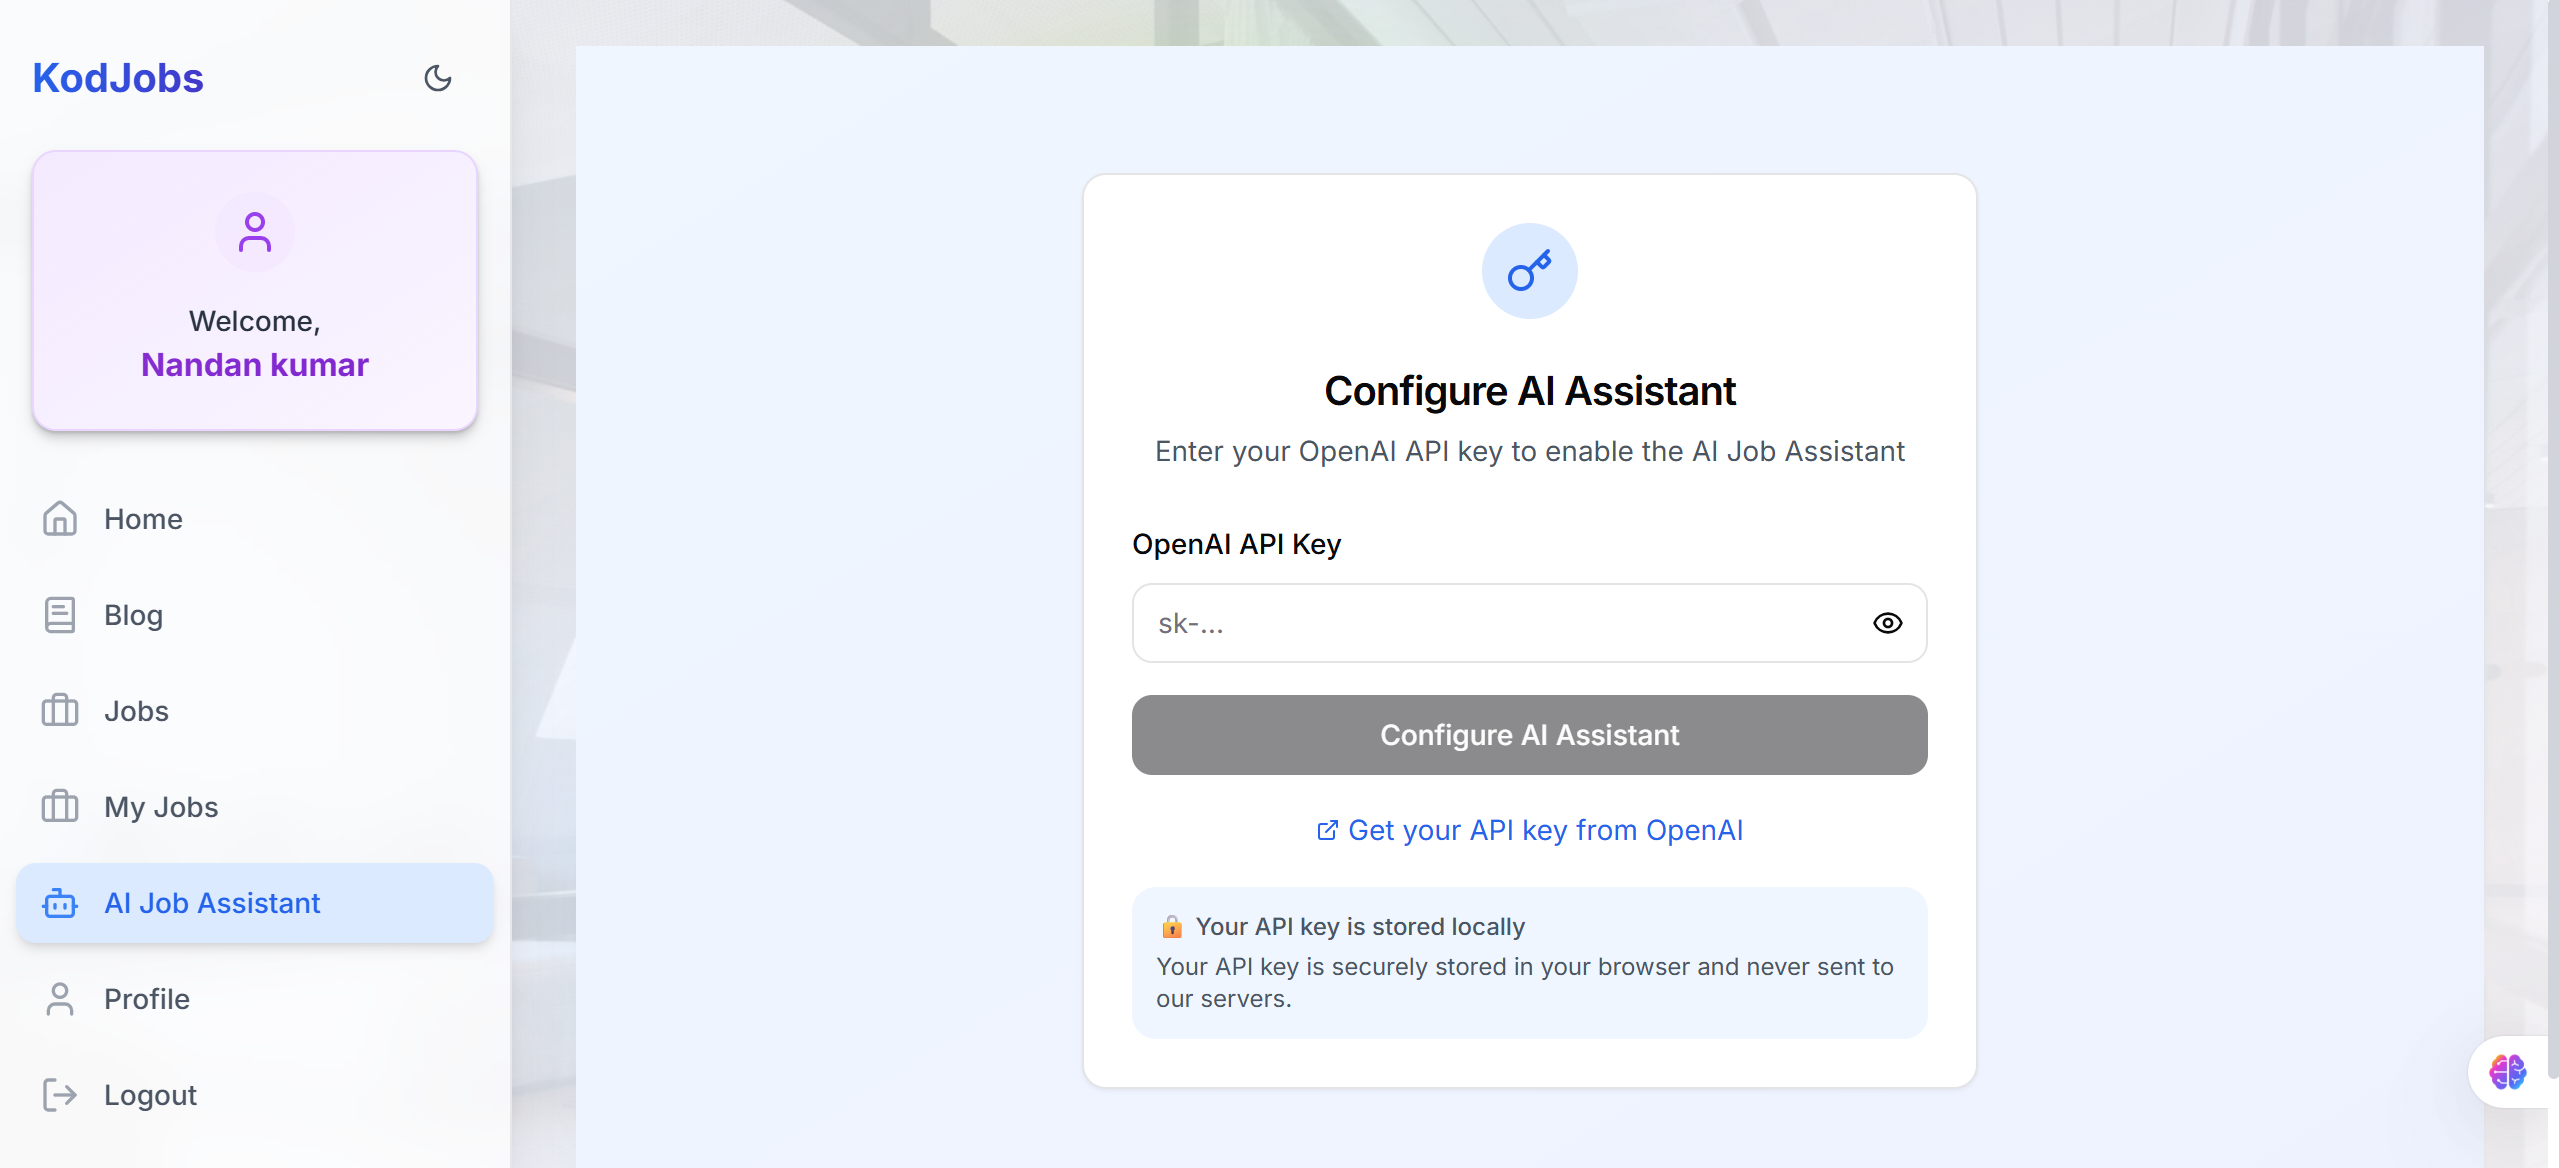 KodJobs
Welcome,
Nandan kumar
Home
Blog
Jobs
My Jobs
AI Job Assistant
Profile
Logout
Configure AI Assistant
Enter your OpenAI API key to enable the AI Job Assistant
OpenAI API Key
sk-...
Configure AI Assistant
Get your API key from OpenAI
🔒 Your API key is stored locally
Your API key is securely stored in your browser and never sent to
our servers.